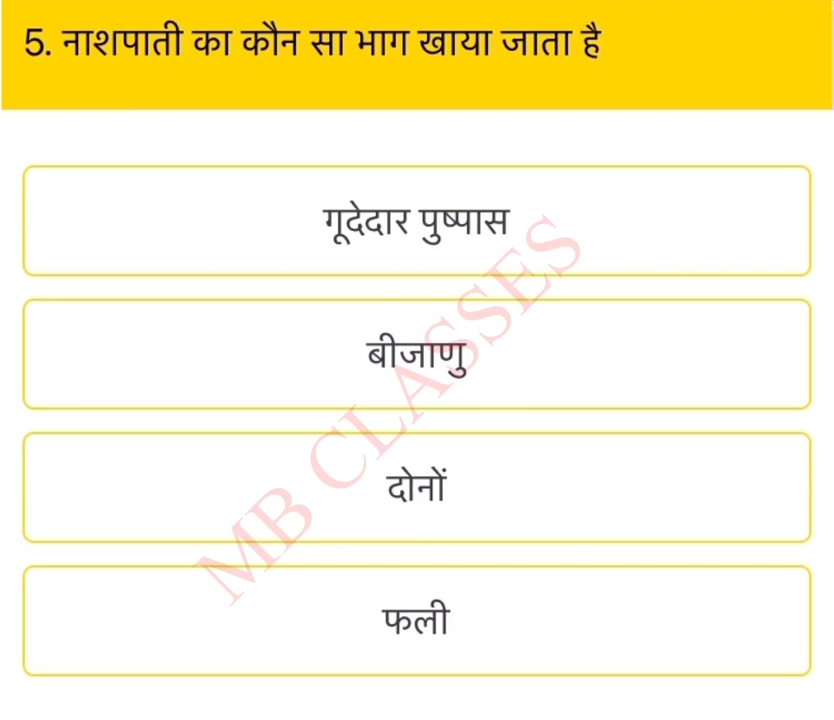 5. नाशपाती का कौन सा भाग खाया जाता है
गूदेदार पुष्पास
बीजाणु
दोनों
फली
MB CLASSES